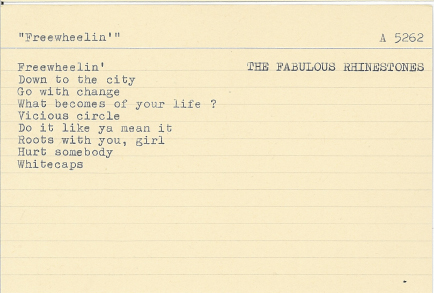 "Freewheelin'"
A 5262
Freewheelin'
THE FABULOUS RHINESTONES
Down to the city
Go with change
What becomes of your life ?
Vicious circle
Do it like ya mean it
Roots with you, girl
Hurt somebody
Whitecaps